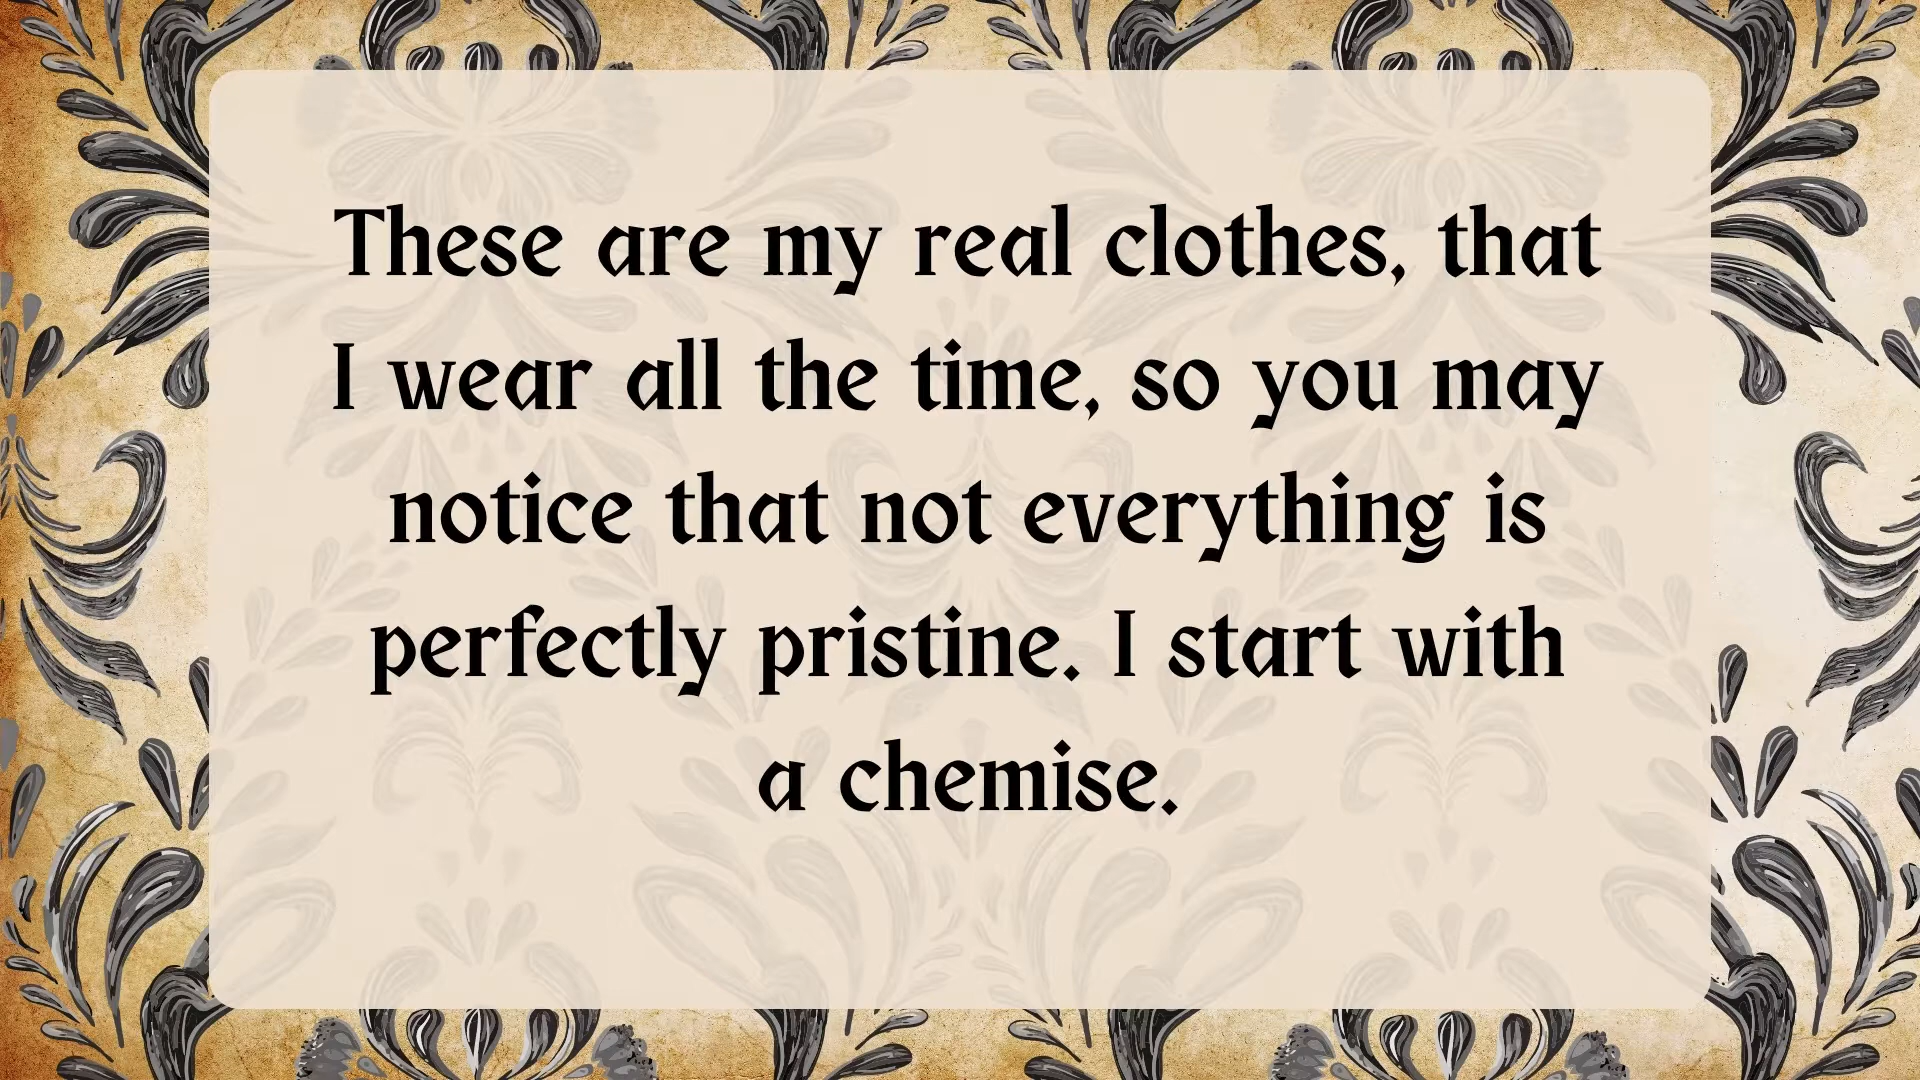 These are my real clothes, that
I wear all the time, so you may
notice that not everything is
perfectly pristine. I start with
a chemise.